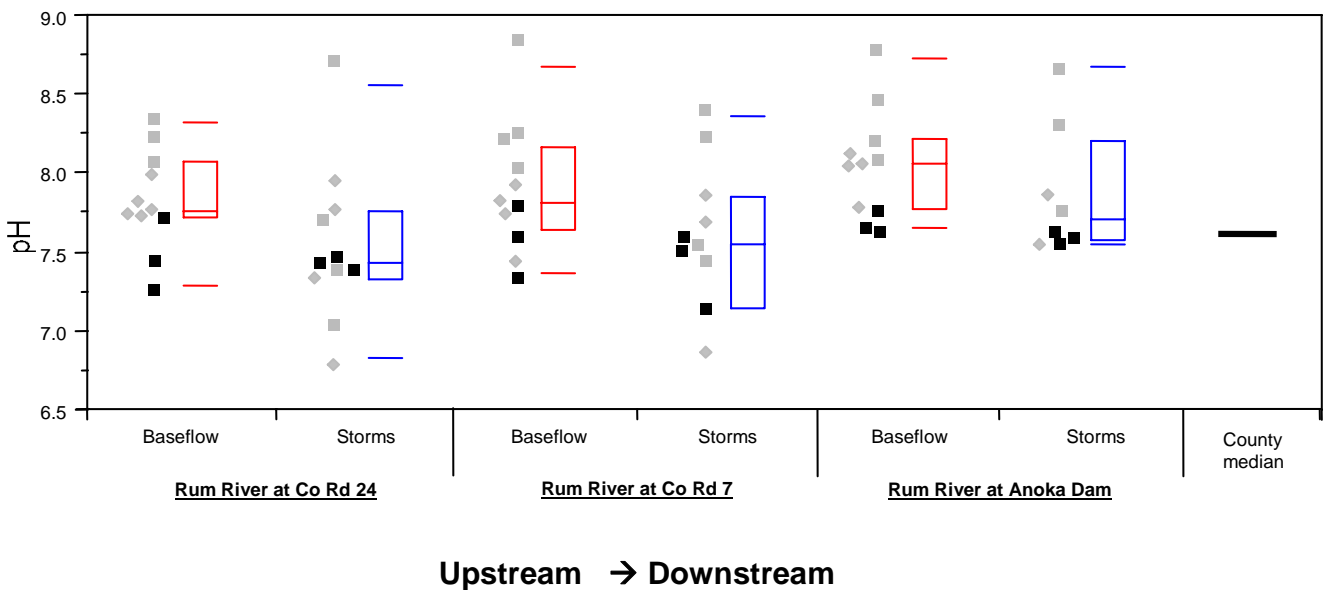 9.0
8.5
8.0
7.5
7.0
6.5
pH
Baseflow Storms Baseflow Storms Baseflow Storms County
median
Rum River at Co Rd 24 Rum River at Co Rd 7 Rum River at Anoka Dam
Upstream → Downstream